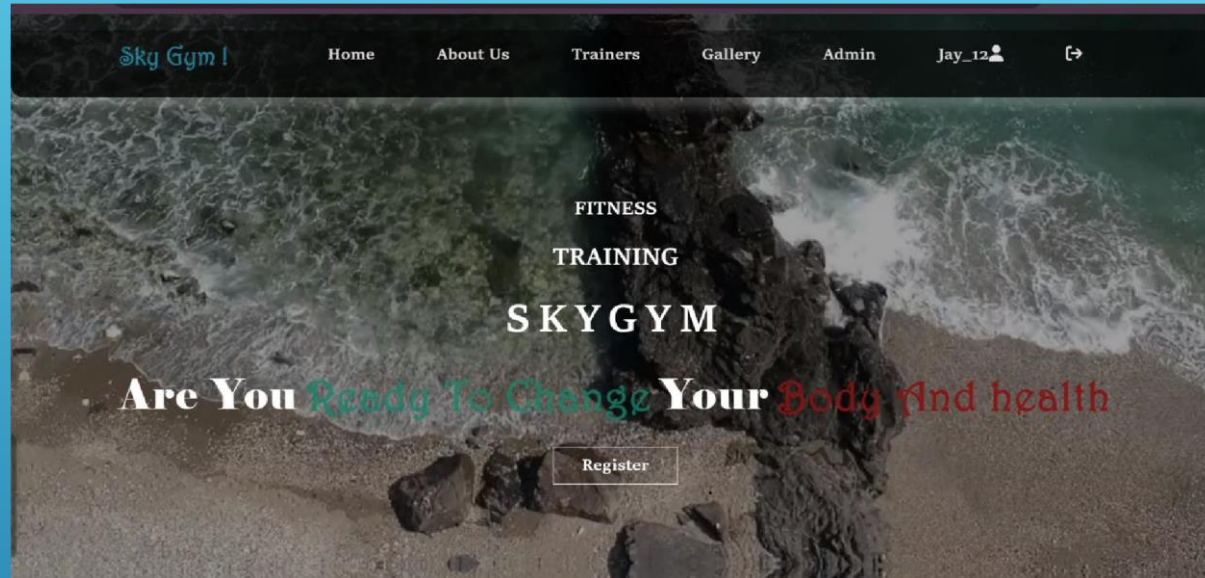 Sky Gym !
Home About Us Trainers Gallery Admin Jay_12
FITNESS
TRAINING
SKYGYM
Are You Ready To Change Your Body And health
Register